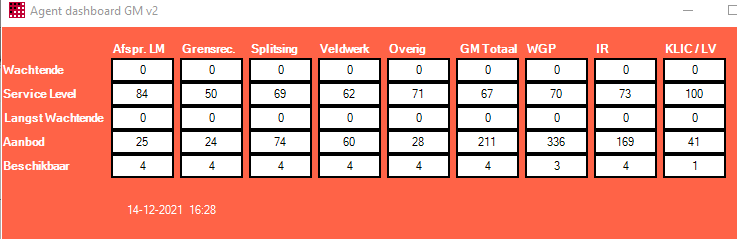 Agent dashboard GM v2
Afspr. LM Grensrec. Splitsing Veldwerk Overig GM Totaal WGP IR KLIC / LV
Wachtende 0 0 0 0 0 0 0 0 0
Service Level 84 50 69 62 71 67 70 73 100
Langst Wachtende 0 0 0 0 0 0 0 0 0
Aanbod 25 24 74 60 28 211 336 169 41
Beschikbaar 4 4 4 4 4 4 3 4 1
14-12-2021 16:28